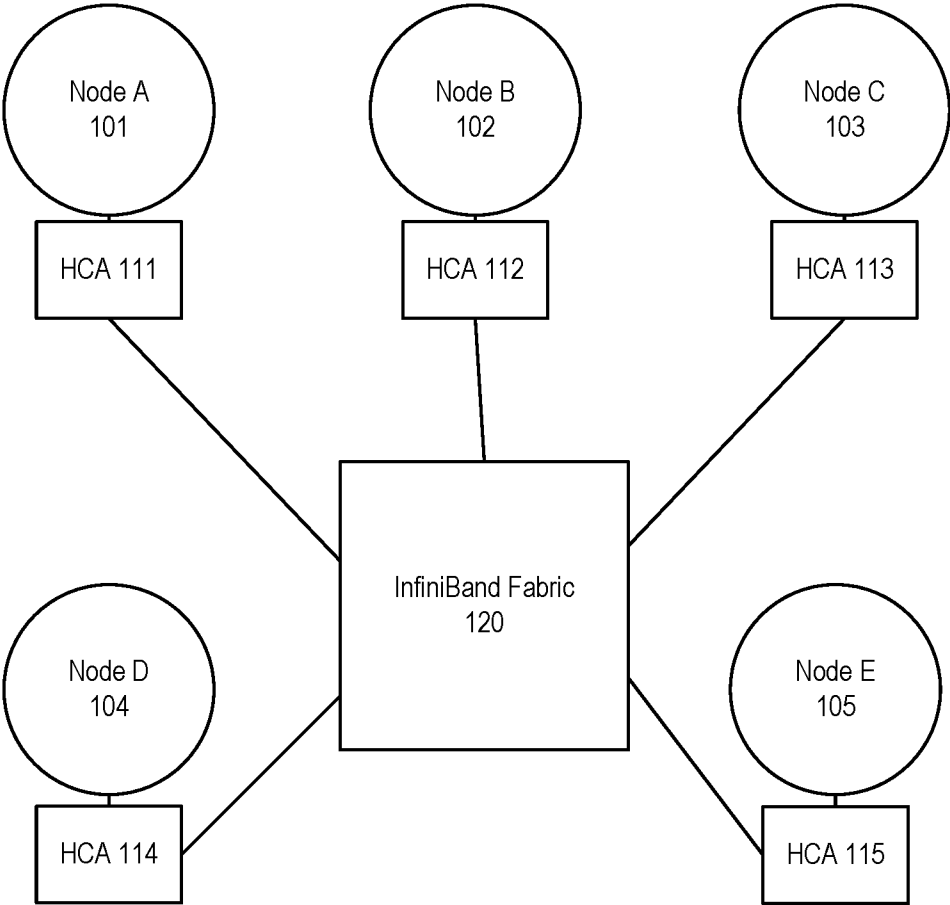 Node A
101
Node B
102
Node C
103
HCA 111
HCA 112
HCA 113
InfiniBand Fabric
120
Node D
104
Node E
105
HCA 114
HCA 115